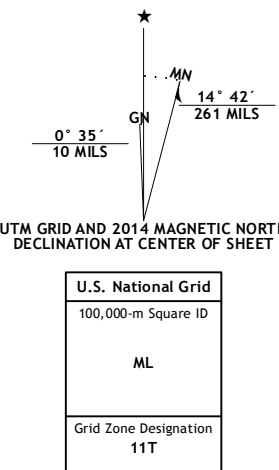 MN
GN
14° 42´
261 MILS
0° 35´
10 MILS
UTM GRID AND 2014 MAGNETIC NORTH
DECLINATION AT CENTER OF SHEET
U.S. National Grid
100,000-m Square ID
ML
Grid Zone Designation
11T